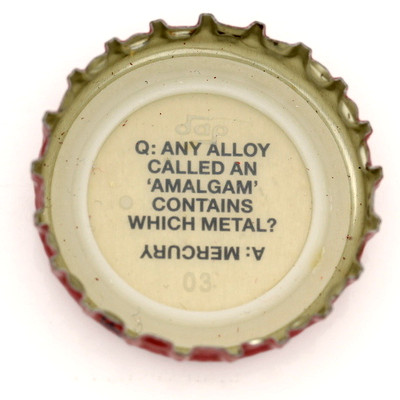 Q: ANY ALLOY
CALLED AN
‘AMALGAM’
CONTAINS
WHICH METAL?
A: MERCURY
03